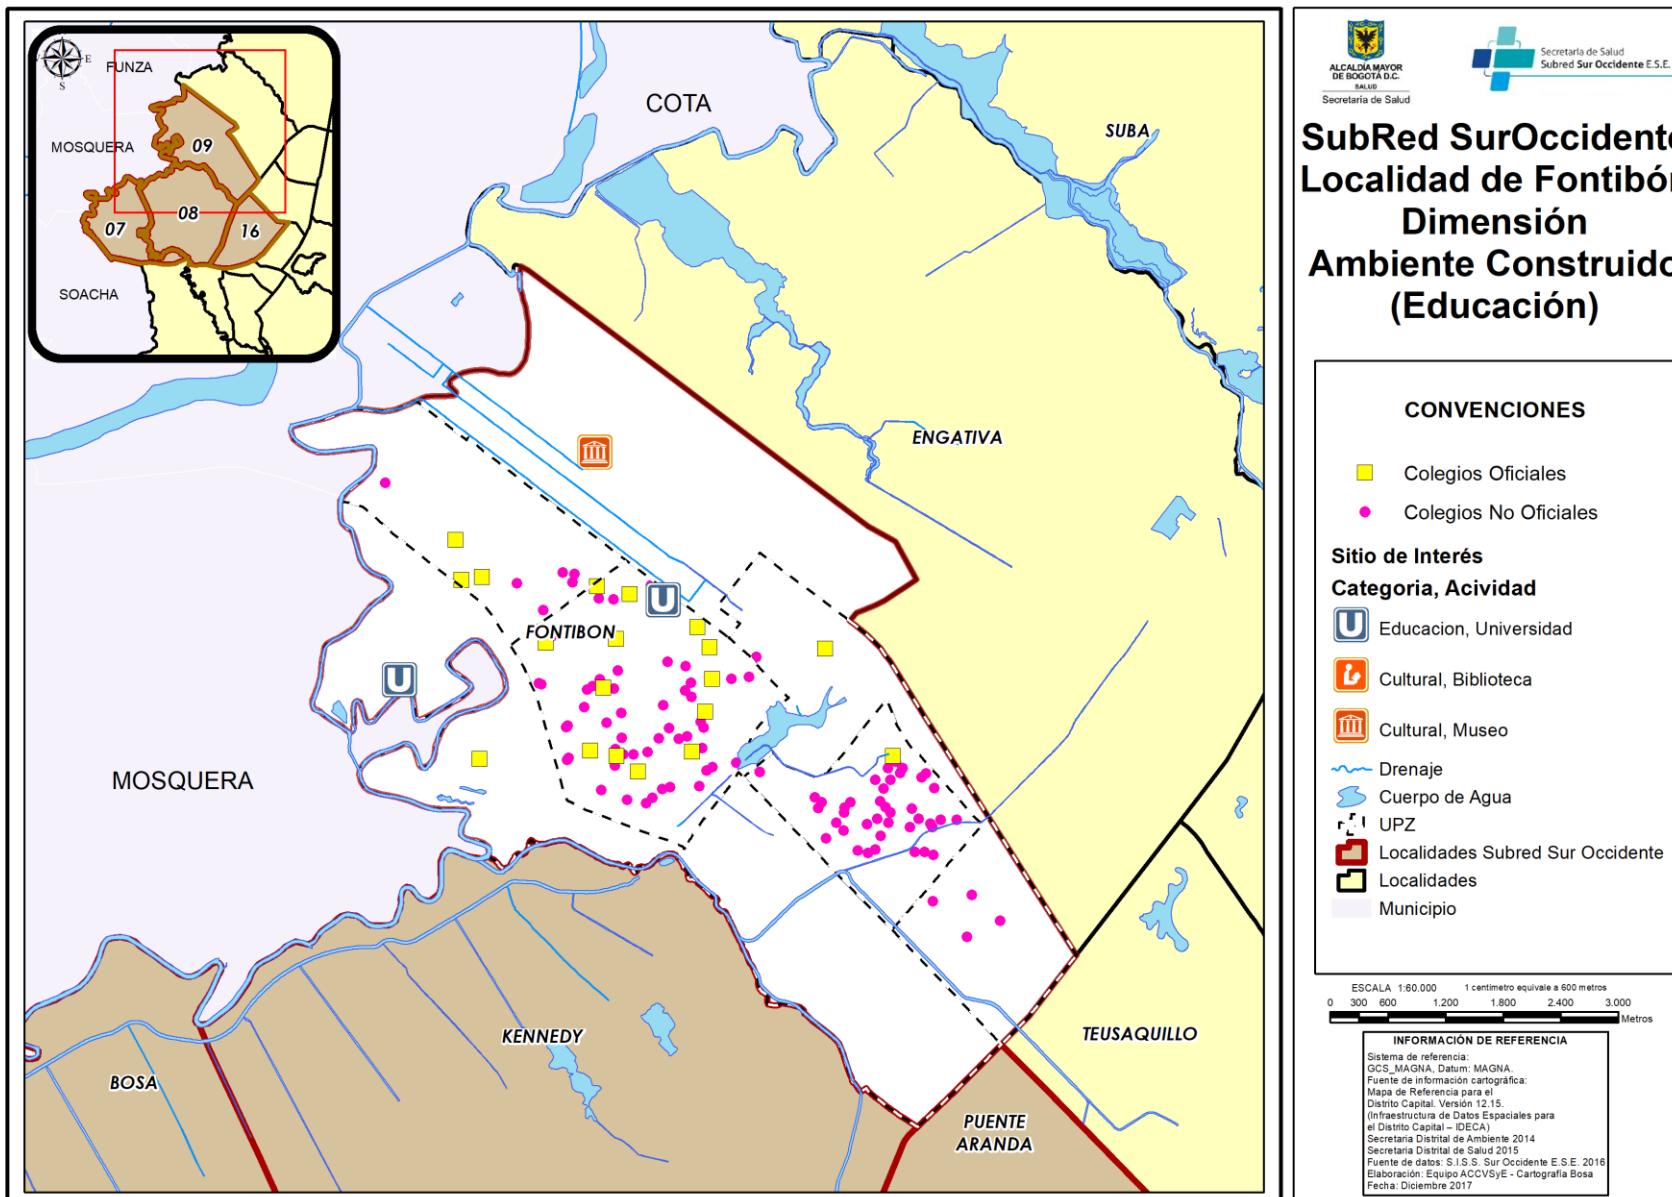 FUNZA
E
S
MOSQUERA
09
08
07
16
SOACHA
COTA
SUBA
ENGATIVA
FONTIBON
MOSQUERA
KENNEDY
BOSA
TEUSAQUILLO
PUENTE
ARANDA
U
U
ALCALDÍA MAYOR
DE BOGOTÁ D.C.
SALUD
Secretaría de Salud
Secretaría de Salud
Subred Sur Occidente E.S.E.
SubRed SurOccidente
Localidad de Fontibón
Dimensión
Ambiente Construido
(Educación)
CONVENCIONES
Colegios Oficiales
Colegios No Oficiales
Sitio de Interés
Categoria, Acividad
U Educacion, Universidad
Cultural, Biblioteca
Cultural, Museo
Drenaje
Cuerpo de Agua
UPZ
Localidades Subred Sur Occidente
Localidades
Municipio
ESCALA 1:60.000 1 centimetro equivale a 600 metros
0 300 600 1.200 1.800 2.400 3.000
Metros
INFORMACIÓN DE REFERENCIA
Sistema de referencia:
GCS_MAGNA, Datum: MAGNA.
Fuente de información cartográfica:
Mapa de Referencia para el
Distrito Capital. Versión 12.15.
(Infraestructura de Datos Espaciales para
el Distrito Capital – IDECA)
Secretaria Distrital de Ambiente 2014
Secretaria Distrital de Salud 2015
Fuente de datos: S.I.S.S. Sur Occidente E.S.E. 2016
Elaboración: Equipo ACCVSyE - Cartografía Bosa
Fecha: Diciembre 2017